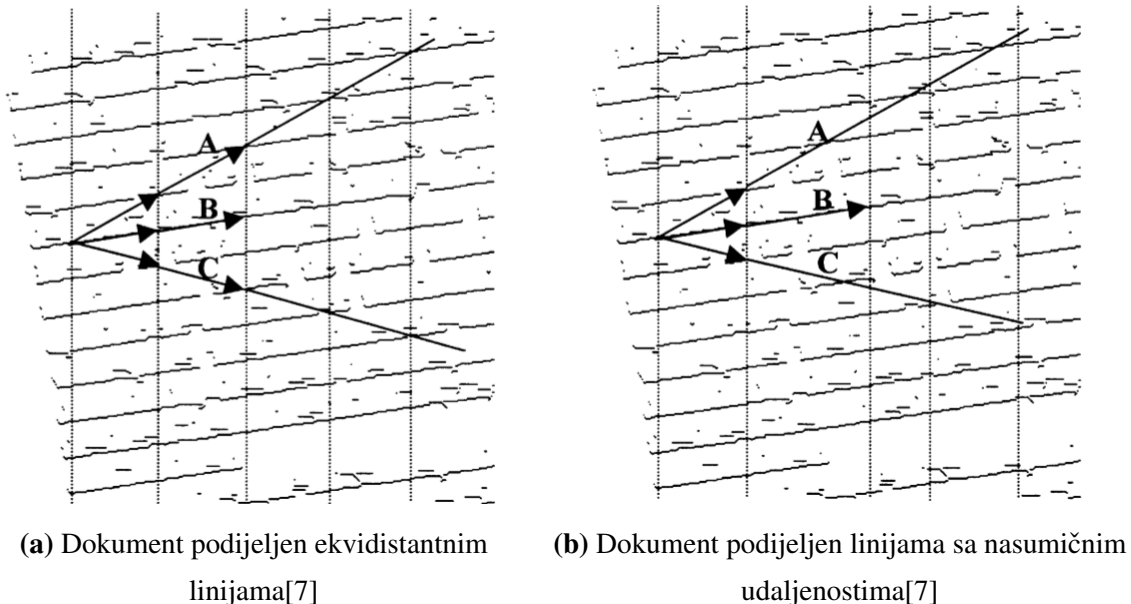 A
B
C
A
B
C
(a) Dokument podijeljen ekvidistantnim
linijama[7]
(b) Dokument podijeljen linijama sa nasumičnim
udaljenostima[7]